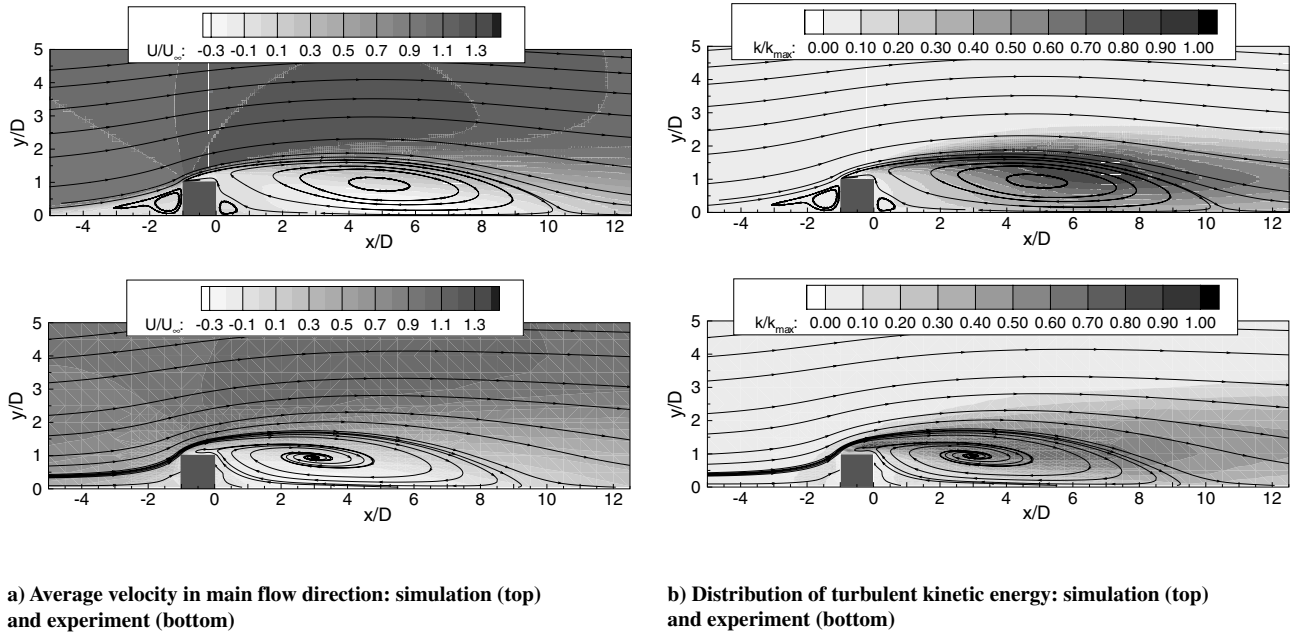 U/U∞: -0.3 -0.1 0.1 0.3 0.5 0.7 0.9 1.1 1.3
5
4
3
2
1
0
y/D
-4 -2 0 2 4 6 8 10 12
x/D
k/kmax: 0.00 0.10 0.20 0.30 0.40 0.50 0.60 0.70 0.80 0.90 1.00
5
4
3
2
1
0
y/D
-4 -2 0 2 4 6 8 10 12
x/D
U/U∞: -0.3 -0.1 0.1 0.3 0.5 0.7 0.9 1.1 1.3
5
4
3
2
1
0
y/D
-4 -2 0 2 4 6 8 10 12
x/D
k/kmax: 0.00 0.10 0.20 0.30 0.40 0.50 0.60 0.70 0.80 0.90 1.00
5
4
3
2
1
0
y/D
-4 -2 0 2 4 6 8 10 12
x/D
a) Average velocity in main flow direction: simulation (top)
and experiment (bottom)
b) Distribution of turbulent kinetic energy: simulation (top)
and experiment (bottom)